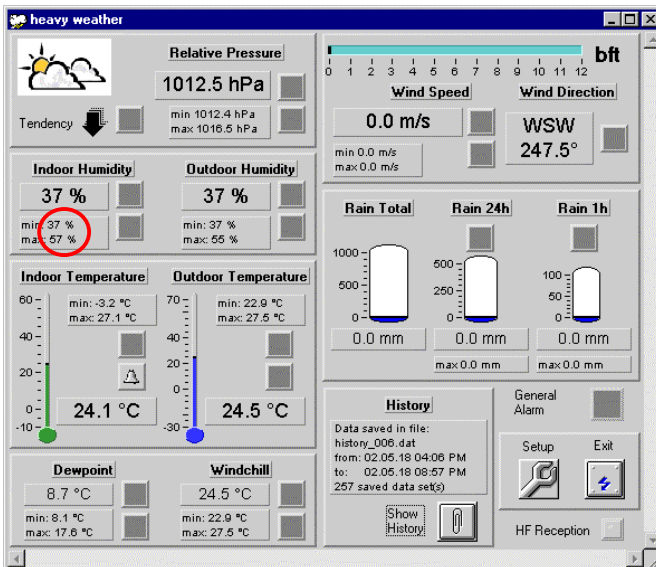 heavy weather
Relative Pressure
1012.5 hPa
Tendency
min 1012.4 hPa
max 1016.5 hPa
bft
0 1 2 3 4 5 6 7 8 9 10 11 12
Wind Speed
Wind Direction
0.0 m/s
WSW
247.5°
min 0.0 m/s
max 0.0 m/s
Indoor Humidity
Outdoor Humidity
37 %
37 %
min: 37 %
max: 57 %
min: 37 %
max: 55 %
Rain Total
Rain 24h
Rain 1h
1000
500
0
500
250
0
100
50
0
0.0 mm
0.0 mm
0.0 mm
max 0.0 mm
max 0.0 mm
Indoor Temperature
Outdoor Temperature
60
40
20
0
-10
min: -3.2 °C
max: 27.1 °C
24.1 °C
70
40
20
0
-30
min: 22.9 °C
max: 27.5 °C
24.5 °C
History
Data saved in file:
history_006.dat
from: 02.05.18 04:06 PM
to: 02.05.18 08:57 PM
257 saved data set(s)
Show
History
General
Alarm
Setup
Exit
HF Reception
Dewpoint
Windchill
8.7 °C
24.5 °C
min: 8.1 °C
max: 17.6 °C
min: 22.9 °C
max: 27.5 °C